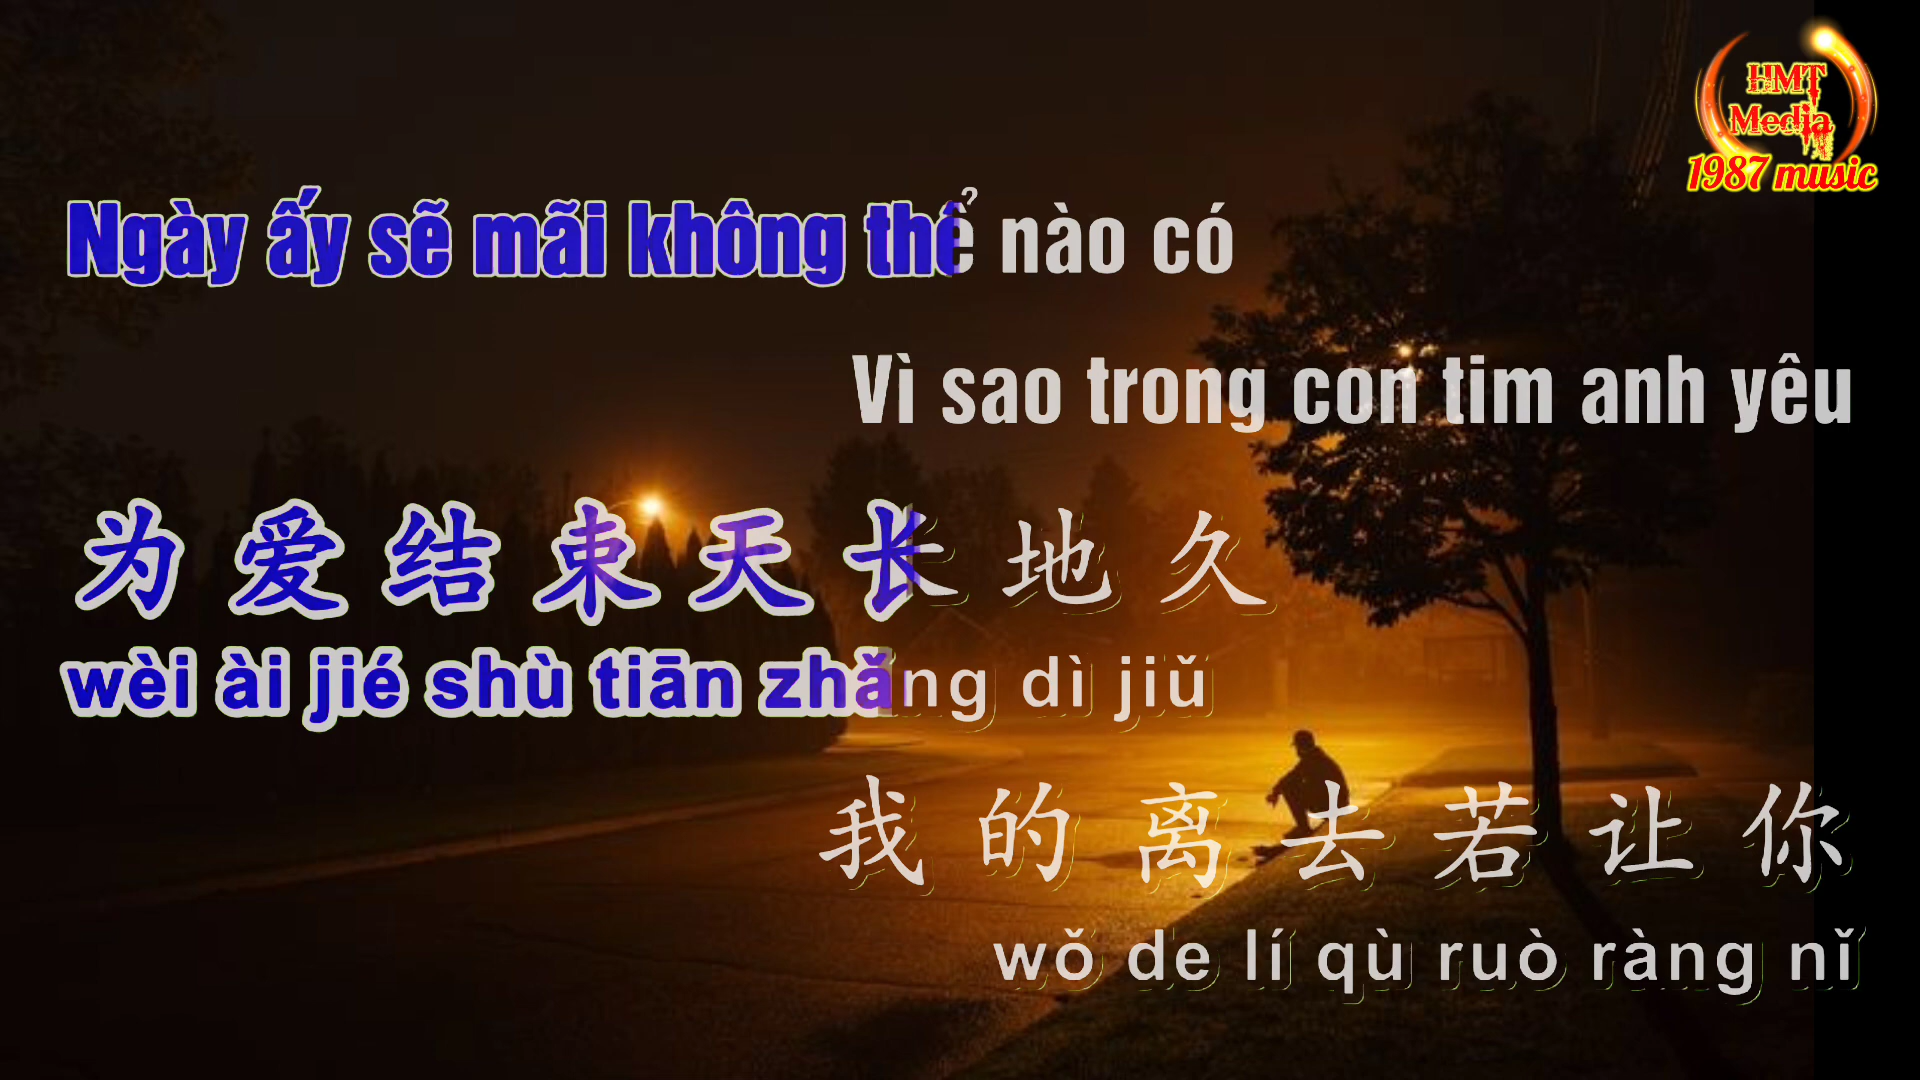 HMT
Media
1987 music
Ngày ấy sẽ mãi không thể nào có
Vì sao trong con tim anh yêu
为爱结束天长地久
wèi ài jié shù tiān zhǎng dì jiǔ
我的离去若让你
wǒ de lí qù ruò ràng nǐ